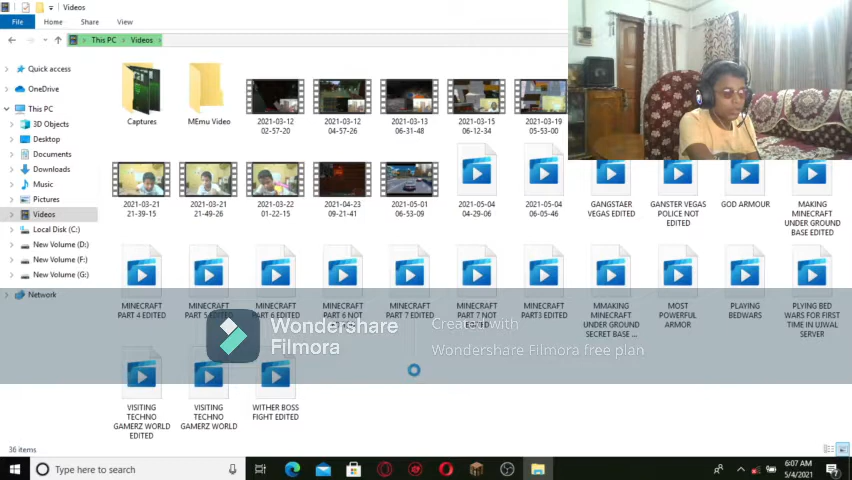 Videos
File
Home
Share
View
This PC
Videos
Quick access
OneDrive
This PC
3D Objects
Desktop
Documents
Downloads
Music
Pictures
Videos
Local Disk (C:)
New Volume (D:)
New Volume (F:)
New Volume (G:)
Network
Captures
MEmu Video
2021-03-12
02-57-20
2021-03-12
04-57-26
2021-03-13
06-31-48
2021-03-15
06-12-34
2021-03-19
05-53-00
2021-03-21
21-39-15
2021-03-21
21-49-26
2021-03-22
01-22-15
2021-04-23
09-21-41
2021-05-01
06-53-09
2021-05-04
04-29-06
2021-05-04
06-05-46
GANGSTAER
VEGAS EDITED
GANSTER VEGAS
POLICE NOT
EDITED
GOD ARMOUR
MAKING
MINECRAFT
UNDER GROUND
BASE EDITED
MINECRAFT
PART 4 EDITED
MINECRAFT
PART 5 EDITED
MINECRAFT
PART 6 EDITED
MINECRAFT
PART 6 NOT
MINECRAFT
PART 7 EDITED
MINECRAFT
PART 7 NOT
EDITED
MINECRAFT
PART3 EDITED
MMAKING
MINECRAFT
UNDER GROUND
SECRET BASE ...
MOST
POWERFUL
ARMOR
PLAYING
BEDWARS
PLYING BED
WARS FOR FIRST
TIME IN UJWAL
SERVER
Wondershare
Filmora
Created with
Wondershare Filmora free plan
VISITING
TECHNO
GAMERZ WORLD
EDITED
VISITING
TECHNO
GAMERZ WORLD
WITHER BOSS
FIGHT EDITED
36 items
Type here to search
6:07 AM
5/4/2021